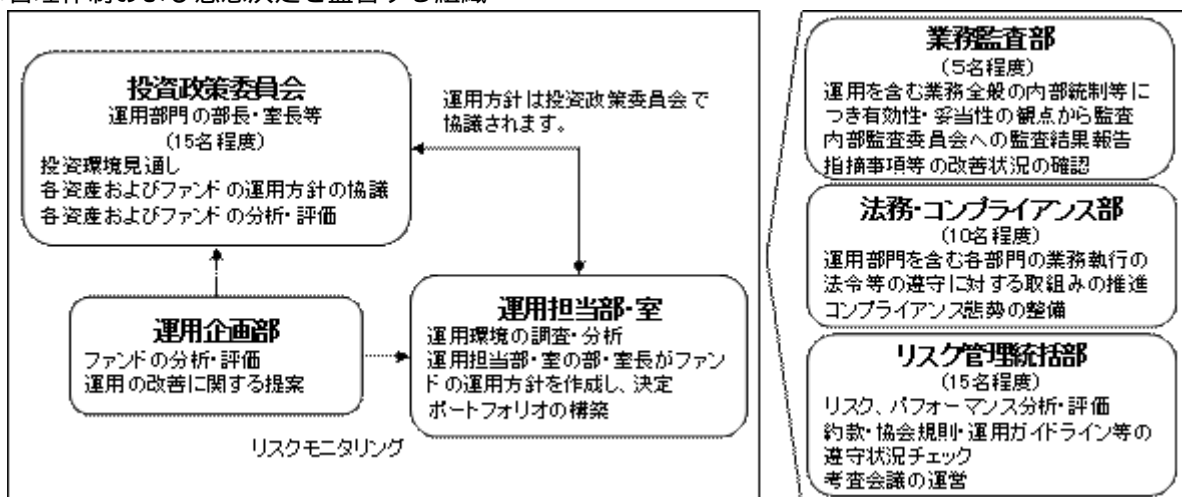 投資政策委員会
運用部門の部長・室長等
(15名程度)
投資環境見通し
各資産およびファンドの運用方針の協議
各資産およびファンドの分析・評価
運用方針は投資政策委員会で
協議されます。
運用企画部
ファンドの分析・評価
運用の改善に関する提案
運用担当部・室
運用環境の調査・分析
運用担当部・室の部・室長がファン
ドの運用方針を作成し、決定
ポートフォリオの構築
リスクモニタリング
業務監査部
(5名程度)
運用を含む業務全般の内部統制等に
つき有効性・妥当性の観点から監査
内部監査委員会への監査結果報告
指摘事項等の改善状況の確認
法務・コンプライアンス部
(10名程度)
運用部門を含む各部門の業務執行の
法令等の遵守に対する取組みの推進
コンプライアンス態勢の整備
リスク管理統括部
(15名程度)
リスク、パフォーマンス分析・評価
約款・協会規則・運用ガイドライン等の
遵守状況チェック
考査会議の運営